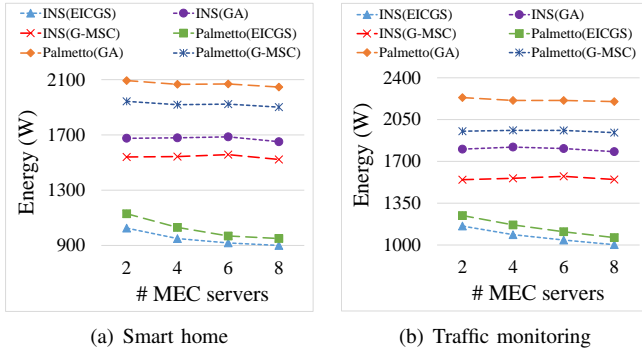 INS(EICGS) INS(GA)
INS(G-MSC) Palmetto(EICGS)
Palmetto(GA) Palmetto(G-MSC)
2100
1700
1300
900
Energy (W)
2 4 6 8
# MEC servers
(a) Smart home
INS(EICGS) INS(GA)
INS(G-MSC) Palmetto(EICGS)
Palmetto(GA) Palmetto(G-MSC)
2400
2050
1700
1350
1000
Energy (W)
2 4 6 8
# MEC servers
(b) Traffic monitoring